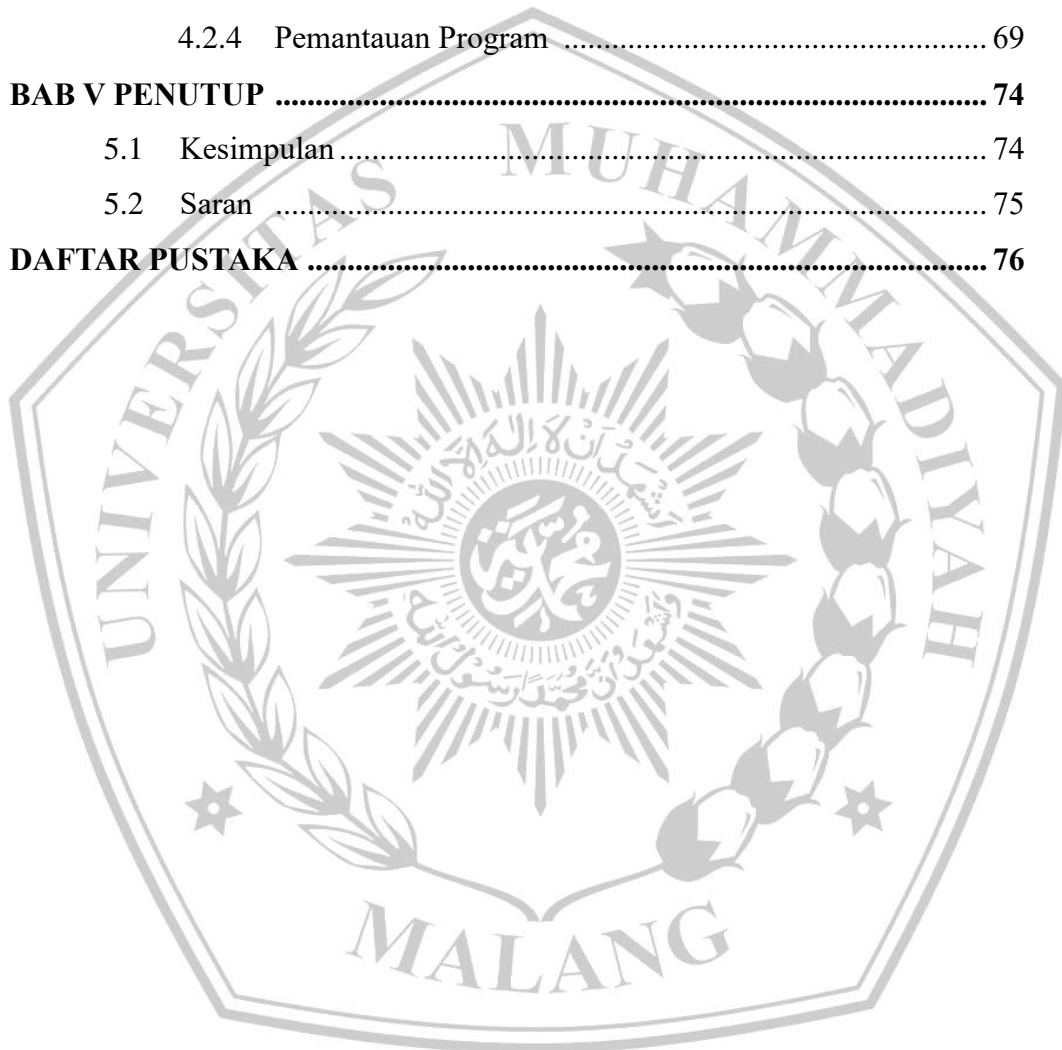 4.2.4 Pemantauan Program ...................................................... 69
BAB V PENUTUP ........................................................................................... 74
5.1 Kesimpulan ................................................................................... 74
5.2 Saran ........................................................................................... 75
DAFTAR PUSTAKA ....................................................................................... 76
UNIVERSITAS MUHAMMADIYAH
MALANG